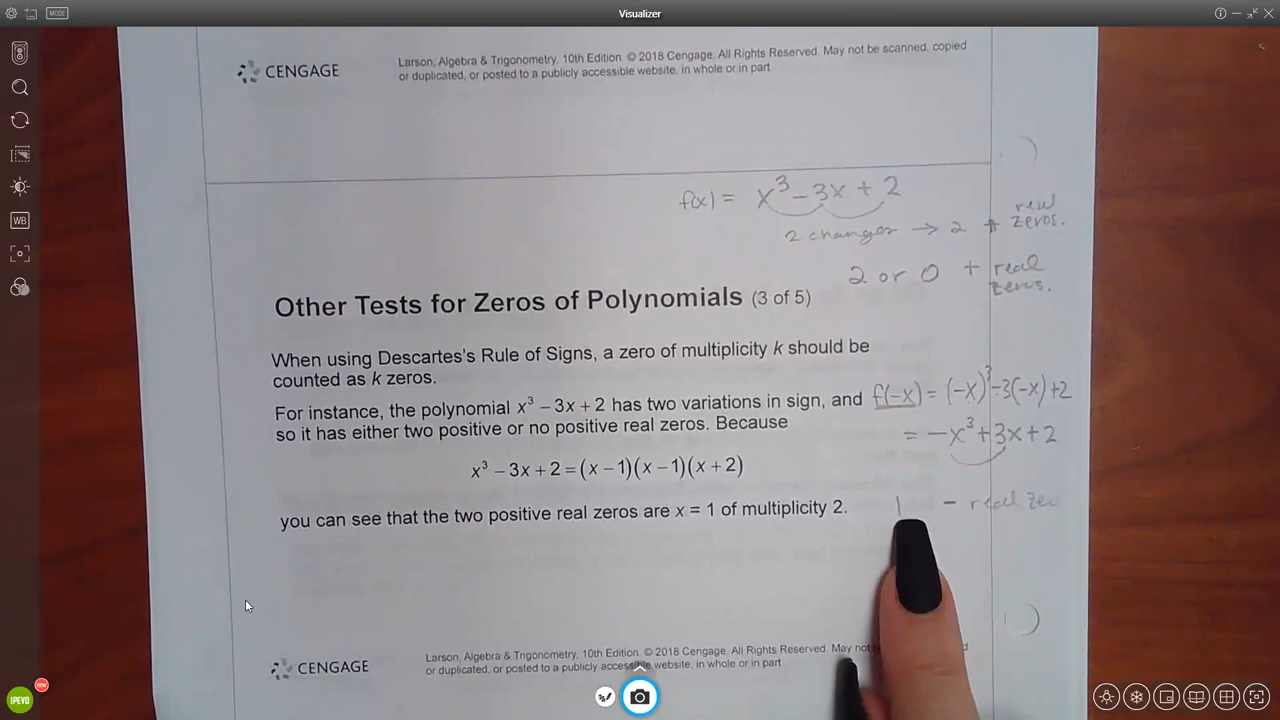 MODE
Visualizer
CENGAGE
Larson, Algebra & Trigonometry, 10th Edition. © 2018 Cengage. All Rights Reserved. May not be scanned, copied
or duplicated, or posted to a publicly accessible website, in whole or in part
f(x) = x³ - 3x + 2
2 changes → 2 + real
zeros.
2 or 0 + real
zeros.
Other Tests for Zeros of Polynomials (3 of 5)
When using Descartes's Rule of Signs, a zero of multiplicity k should be
counted as k zeros.
For instance, the polynomial x³ − 3x + 2 has two variations in sign, and
so it has either two positive or no positive real zeros. Because
f(-x) = (-x)³ - 3(-x) + 2
= -x³ + 3x + 2
x³ − 3x + 2 = (x − 1)(x − 1)(x + 2)
you can see that the two positive real zeros are x = 1 of multiplicity 2.
1 - real
CENGAGE
Larson, Algebra & Trigonometry, 10th Edition. © 2018 Cengage. All Rights Reserved. May not
or duplicated, or posted to a publicly accessible website, in whole or in part
IPEVO
new
WB